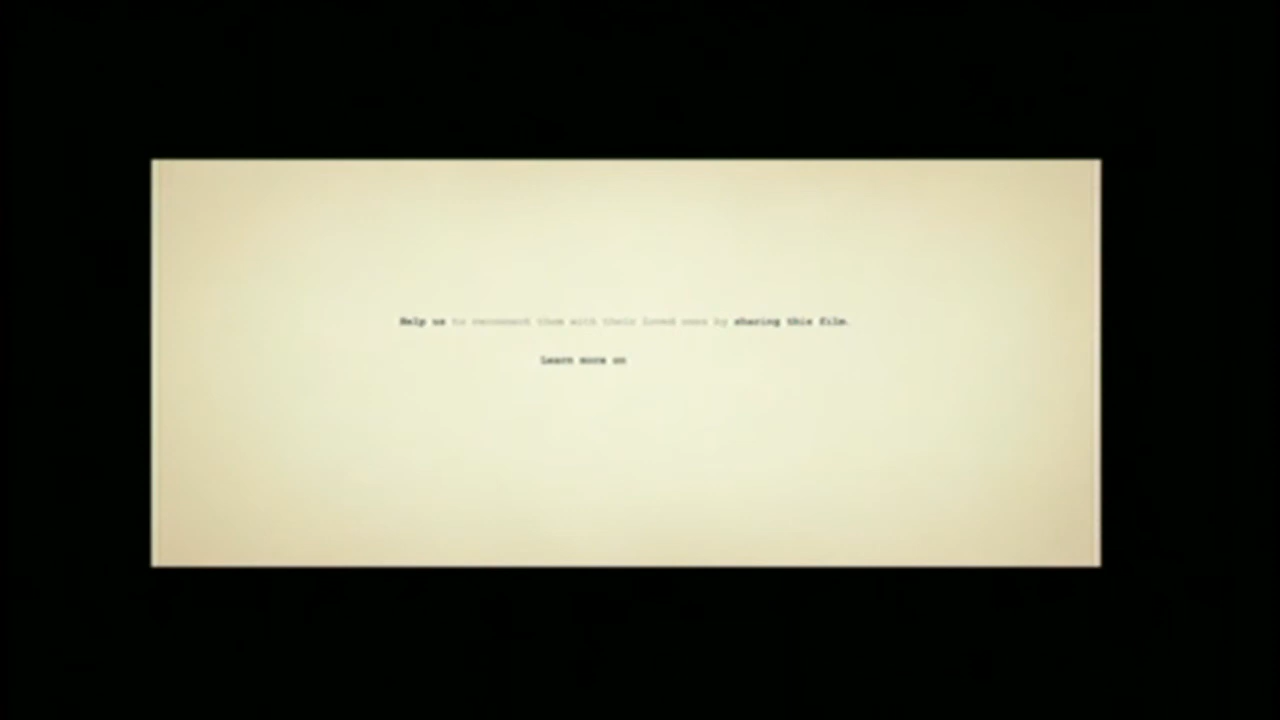 Help us to reconnect them with their loved ones by sharing this film.
Learn more on